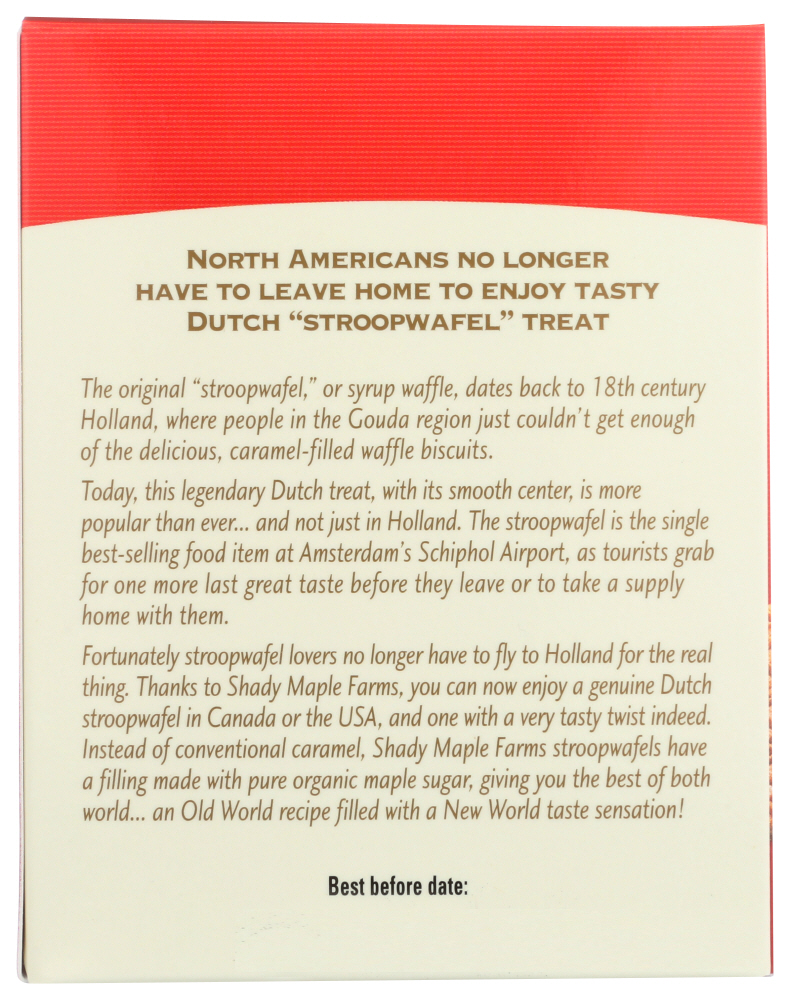 NORTH AMERICANS NO LONGER
HAVE TO LEAVE HOME TO ENJOY TASTY
DUTCH “STROOPWAFEL” TREAT
The original “stroopwafel,” or syrup waffle, dates back to 18th century
Holland, where people in the Gouda region just couldn’t get enough
of the delicious, caramel-filled waffle biscuits.
Today, this legendary Dutch treat, with its smooth center, is more
popular than ever... and not just in Holland. The stroopwafel is the single
best-selling food item at Amsterdam’s Schiphol Airport, as tourists grab
for one more last great taste before they leave or to take a supply
home with them.
Fortunately stroopwafel lovers no longer have to fly to Holland for the real
thing. Thanks to Shady Maple Farms, you can now enjoy a genuine Dutch
stroopwafel in Canada or the USA, and one with a very tasty twist indeed.
Instead of conventional caramel, Shady Maple Farms stroopwafels have
a filling made with pure organic maple sugar, giving you the best of both
world... an Old World recipe filled with a New World taste sensation!
Best before date: